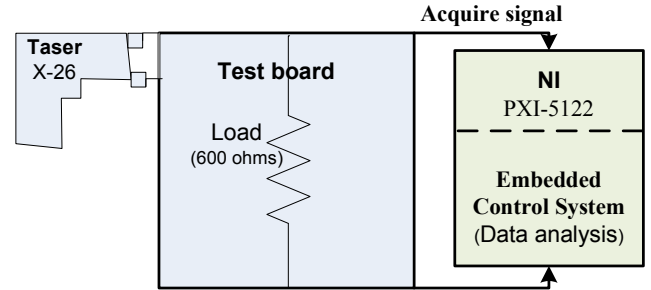 Acquire signal
Taser
X-26
Test board
Load
(600 ohms)
NI
PXI-5122
Embedded
Control System
(Data analysis)